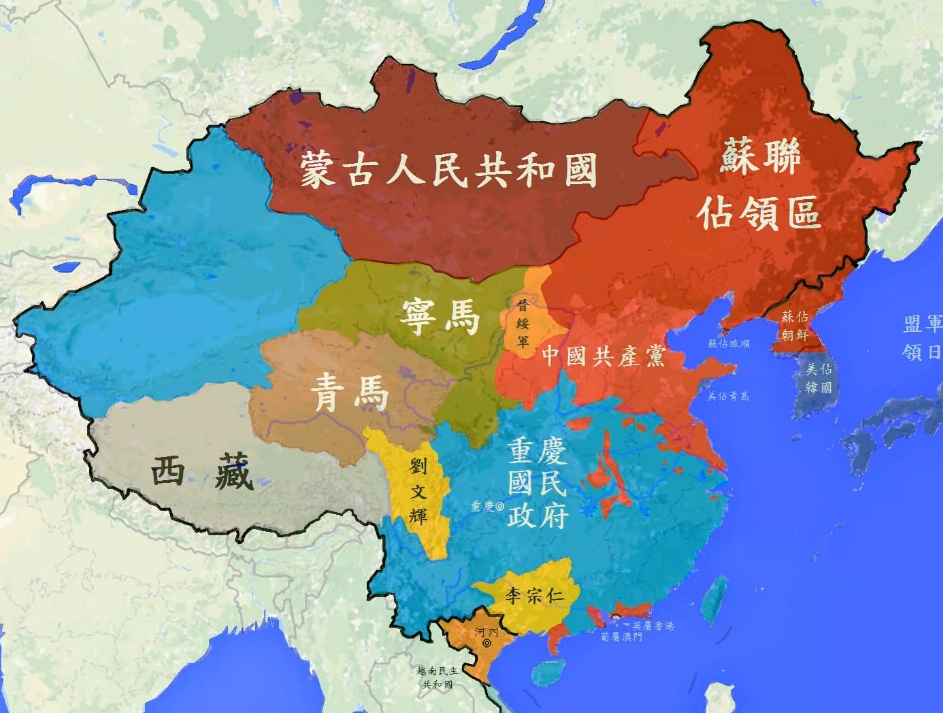 蒙古人民共和國
蘇聯
佔領區
寧馬
晉
綏
軍
蘇佔
朝鮮
盟軍
領日
中國共產黨
蘇佔旅順
美佔
韓國
青馬
美佔青島
西藏
劉
文
輝
重慶
國民
政府
重慶
李宗仁
英屬香港
葡屬澳門
河內
越南民主
共和國